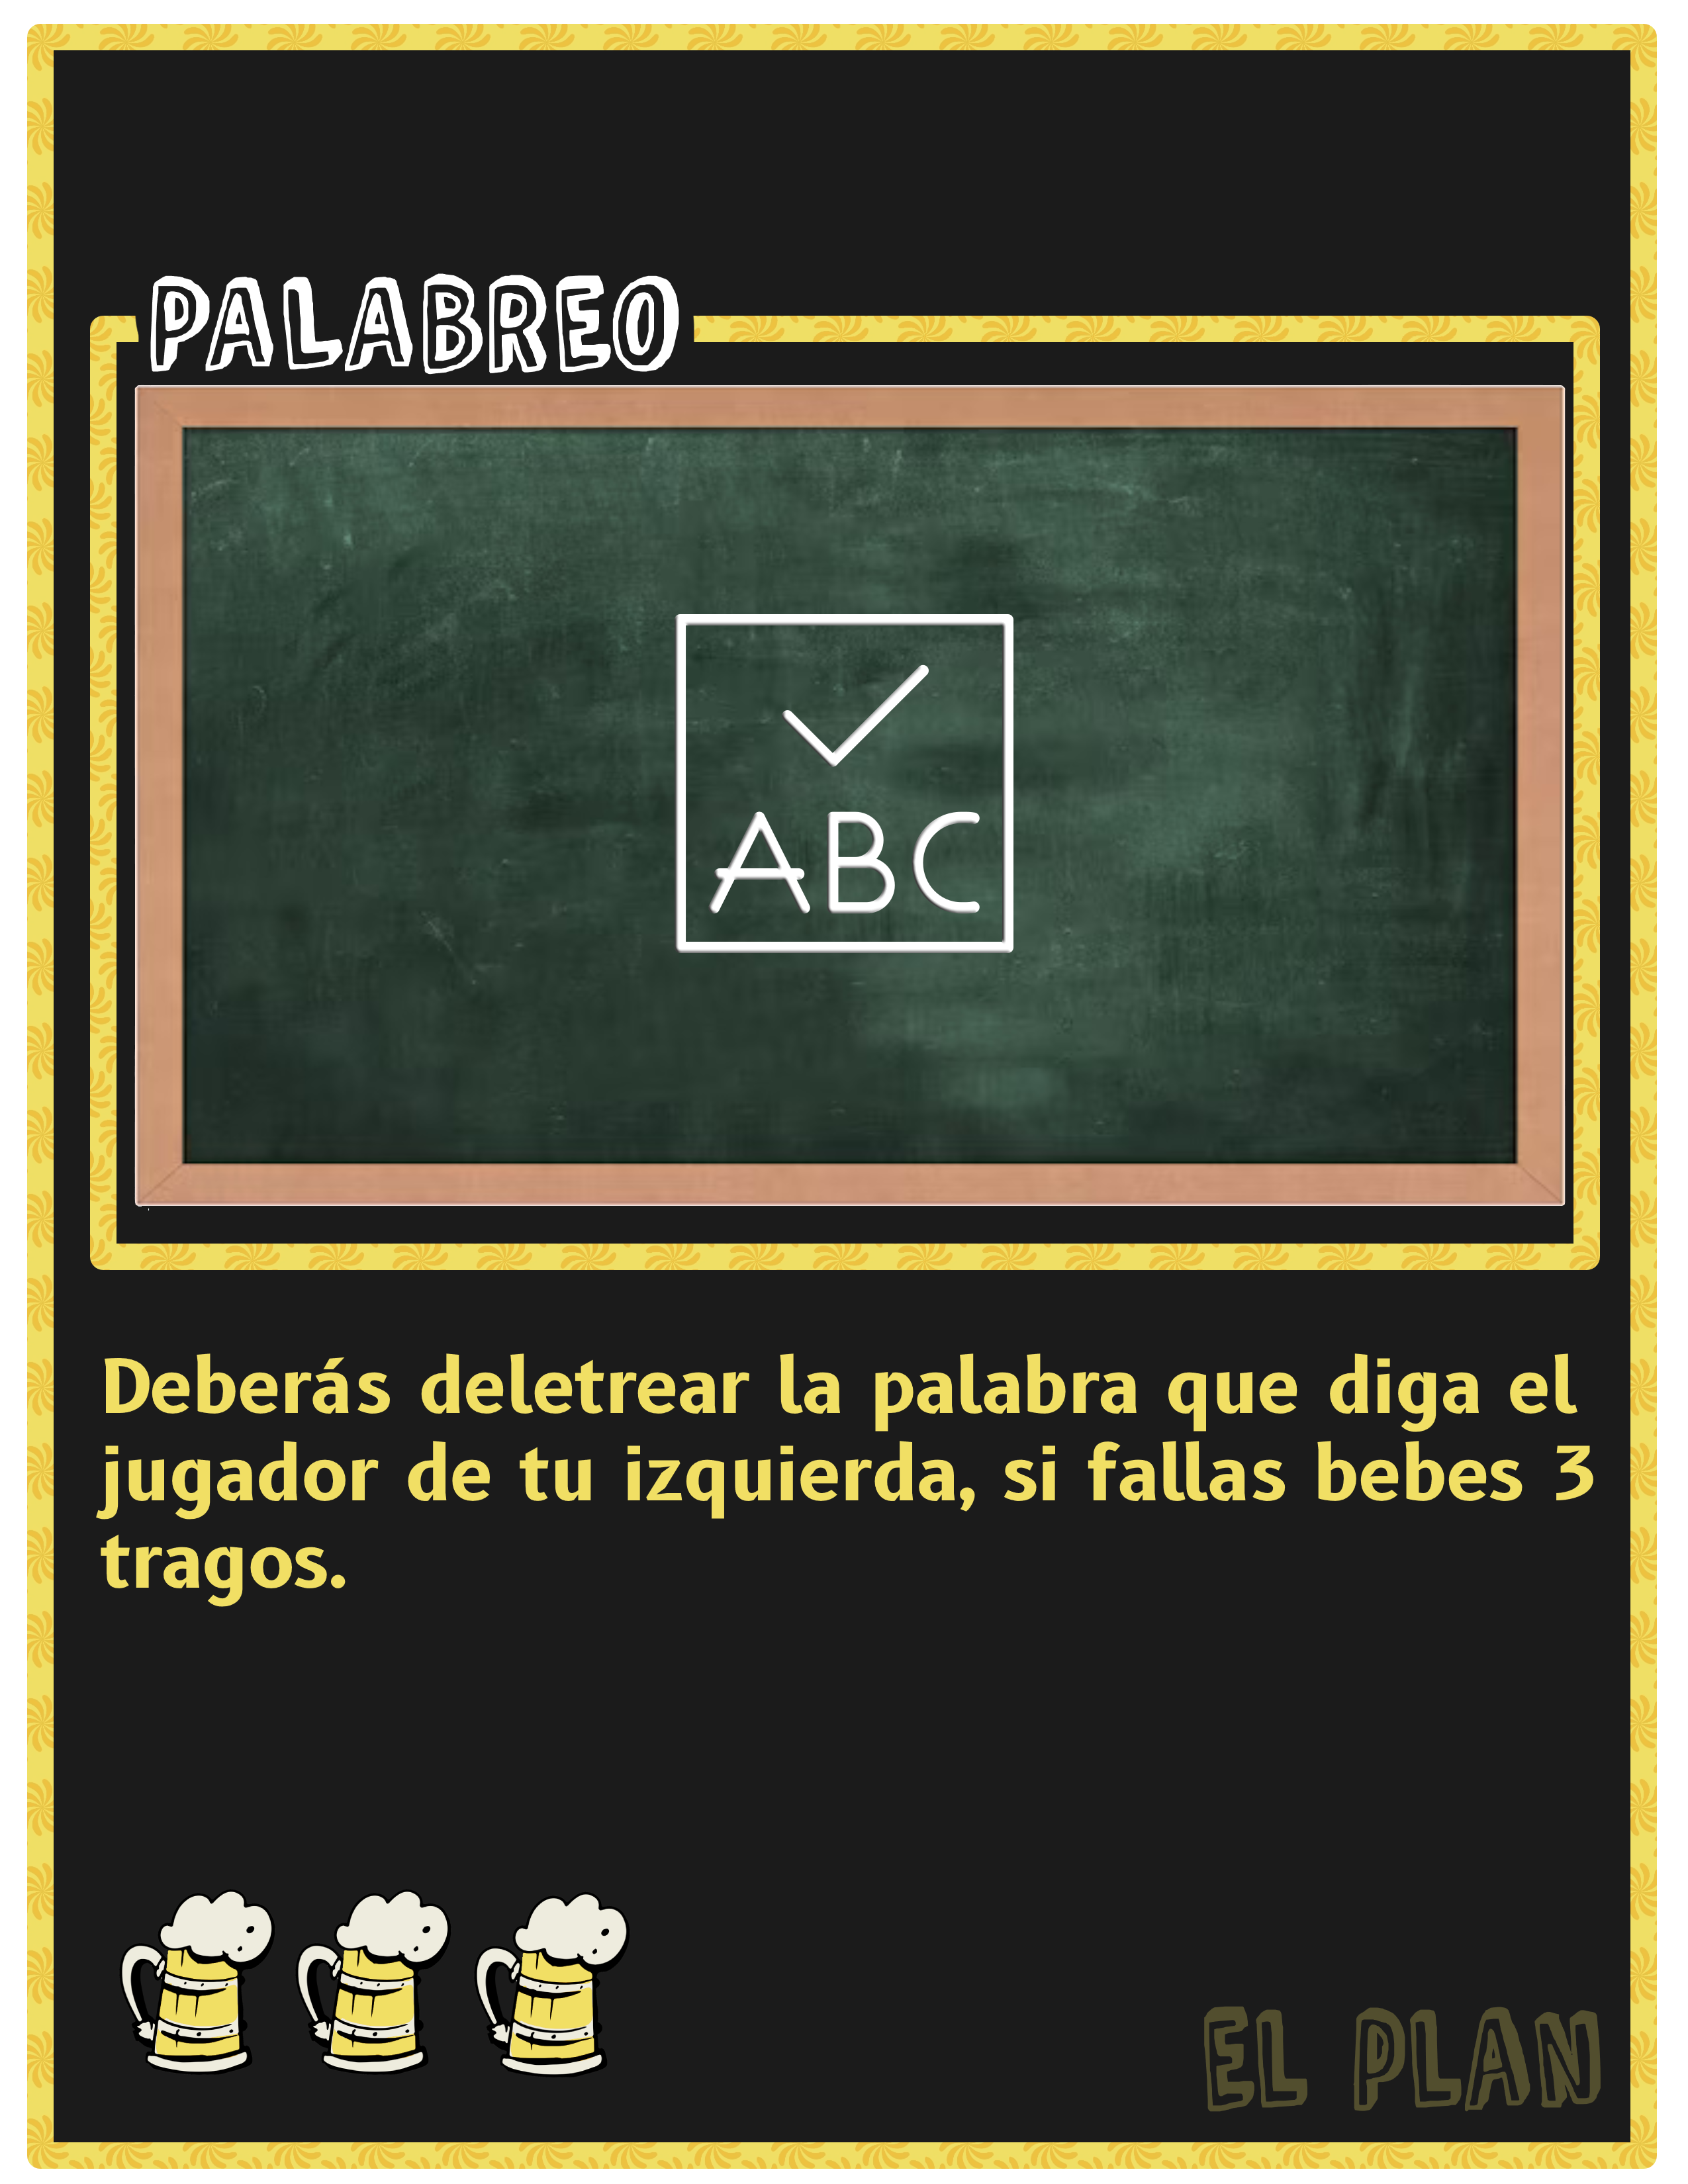 PALABREO
ABC
Deberás deletrear la palabra que diga el
jugador de tu izquierda, si fallas bebes 3
tragos.
EL PLAN